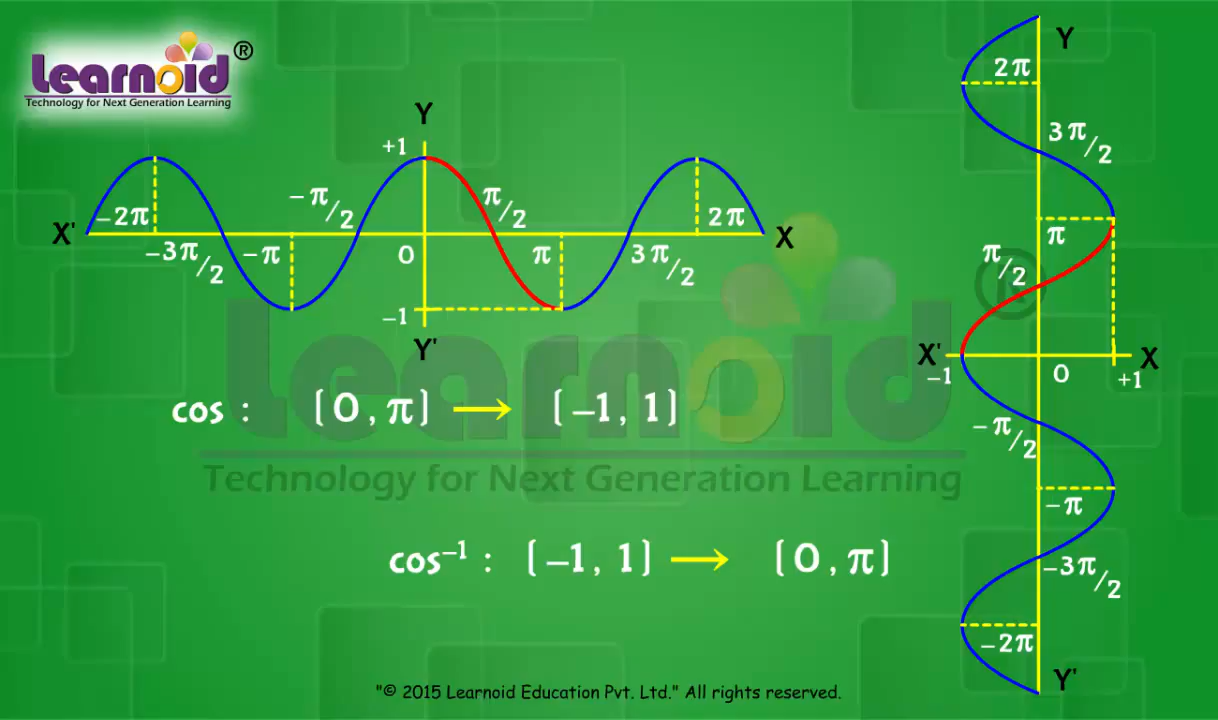 Learnoid®
Technology for Next Generation Learning
Y
+1
X'
−2π
−3π/2
−π
−π/2
0
π/2
π
3π/2
2π
X
−1
Y'
Y
2π
3π/2
π
π/2
X'
−1
0
+1
X
−π/2
−π
−3π/2
−2π
Y'
Learnoid®
Technology for Next Generation Learning
cos : [0, π] → [−1, 1]
cos⁻¹ : [−1, 1] → [0, π]
"© 2015 Learnoid Education Pvt. Ltd." All rights reserved.